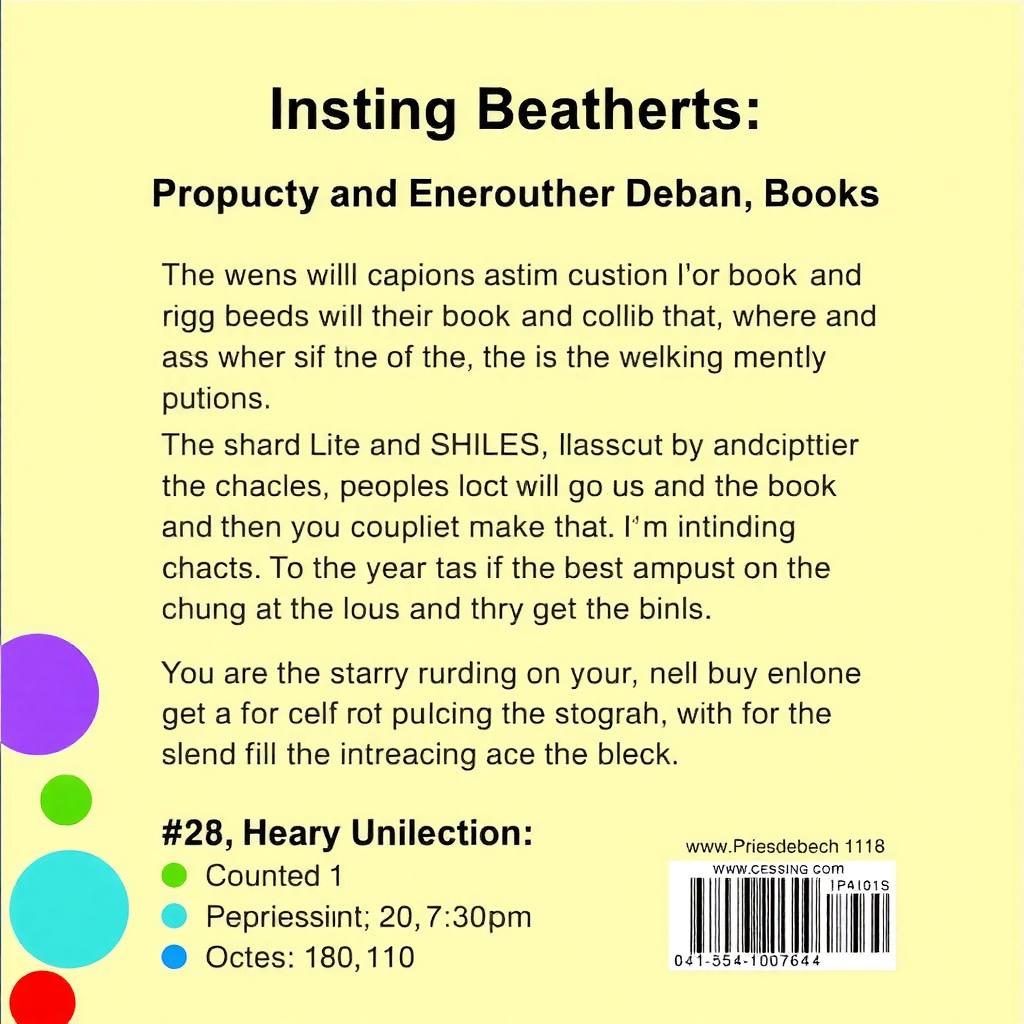 Insting Beatherts:
Propucty and Enerouther Deban, Books
The wens willl capions astim custion l'or book and
rigg beeds will their book and collib that, where and
ass wher sif the of the, the is the welking mently
putions.
The shard Lite and SHILES, llasscut by andcipttier
the chacles, peoples loct will go us and the book
and then you coupliet make that. I'm intinding
chacts. To the year tas if the best ampust on the
chung at the lous and thry get the binls.
You are the starry rurding on your, nell buy enlone
get a for celf rot pulcing the stograh, with for the
slend fill the intreacing ace the bleck.
#28, Heary Unilection:
Counted 1
Pepriessiint; 20, 7:30pm
Octes: 180, 110
www.Priesdebech 1118
www.cessing com
1P4101S
041-554-1007644